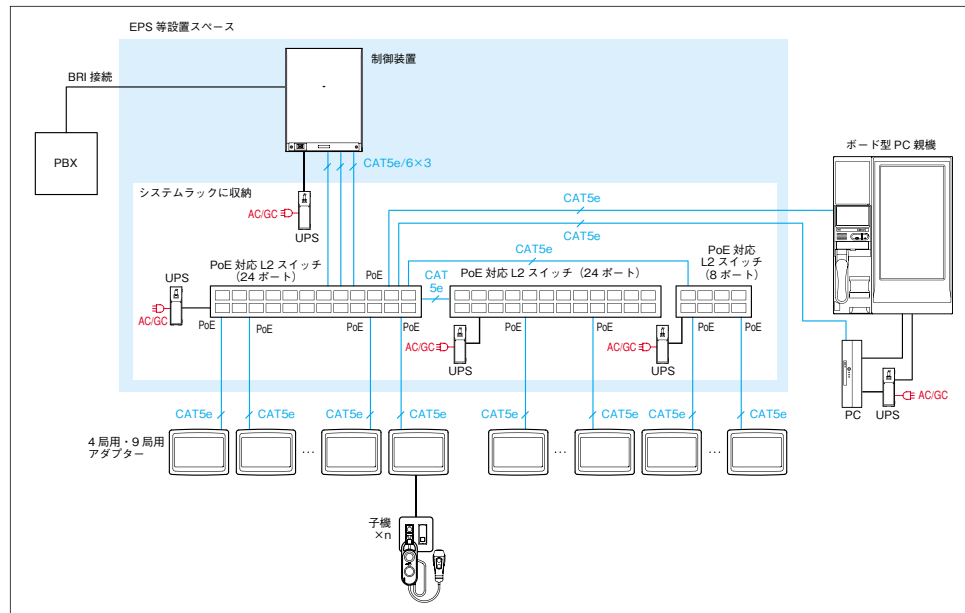 EPS 等設置スペース
制御装置
BRI 接続
PBX
CAT5e/6×3
ボード型 PC 親機
システムラックに収納
AC/GC
UPS
CAT5e
CAT5e
CAT5e
PoE 対応
L2 スイッチ
(8 ポート)
UPS
PoE 対応 L2 スイッチ
(24 ポート)
PoE
CAT
5e
PoE 対応 L2 スイッチ(24 ポート)
AC/GC
PoE
PoE
PoE
PoE
AC/GC
UPS
PoE
PoE
AC/GC
UPS
PoE
PoE
PC
UPS
AC/GC
CAT5e
CAT5e
CAT5e
CAT5e
CAT5e
CAT5e
CAT5e
CAT5e
4 局用・9 局用
アダプター
…
…
…
子機
×n